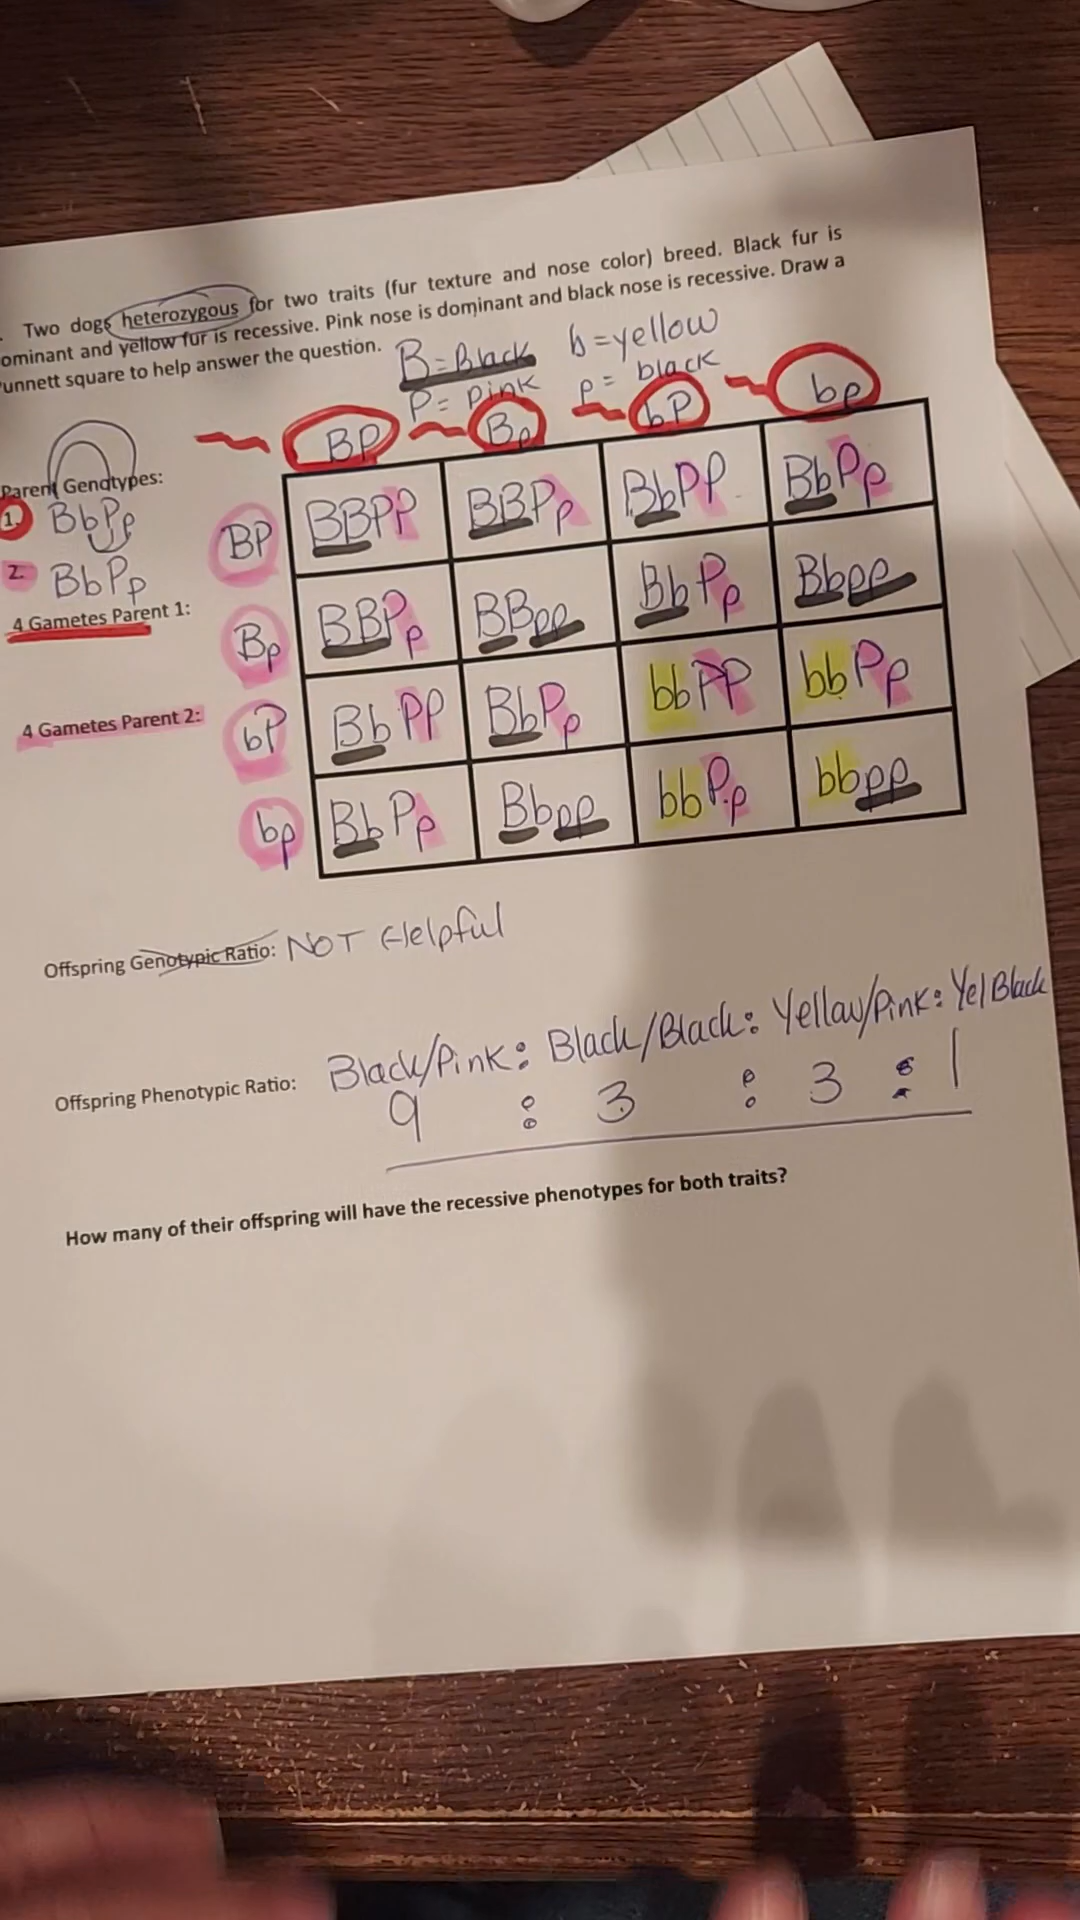 . Two dogs heterozygous for two traits (fur texture and nose color) breed. Black fur is
ominant and yellow fur is recessive. Pink nose is dominant and black nose is recessive. Draw a
unnett square to help answer the question.
B=Black b=yellow
P= pink p= black
BP Bp bP bp
Parent Genotypes:
1. BbPp
2. BbPp
4 Gametes Parent 1:
4 Gametes Parent 2:
BP BBPP BBPp BbPP BbPp
Bp BBPp BBpp BbPp Bbpp
bP BbPP BbPp bbPP bbPp
bp BbPp Bbpp bbPp bbpp
Offspring Genotypic Ratio: NOT Helpful
Offspring Phenotypic Ratio: Black/Pink: Black/Black: Yellow/Pink: Yel Black
9 : 3 : 3 : 1
How many of their offspring will have the recessive phenotypes for both traits?